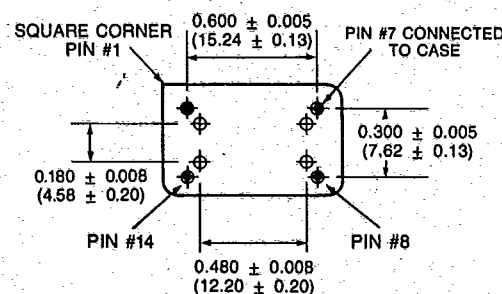 SQUARE CORNER
PIN #1
0.600 ± 0.005
(15.24 ± 0.13)
PIN #7 CONNECTED
TO CASE
0.300 ± 0.005
(7.62 ± 0.13)
0.180 ± 0.008
(4.58 ± 0.20)
PIN #14
PIN #8
0.480 ± 0.008
(12.20 ± 0.20)